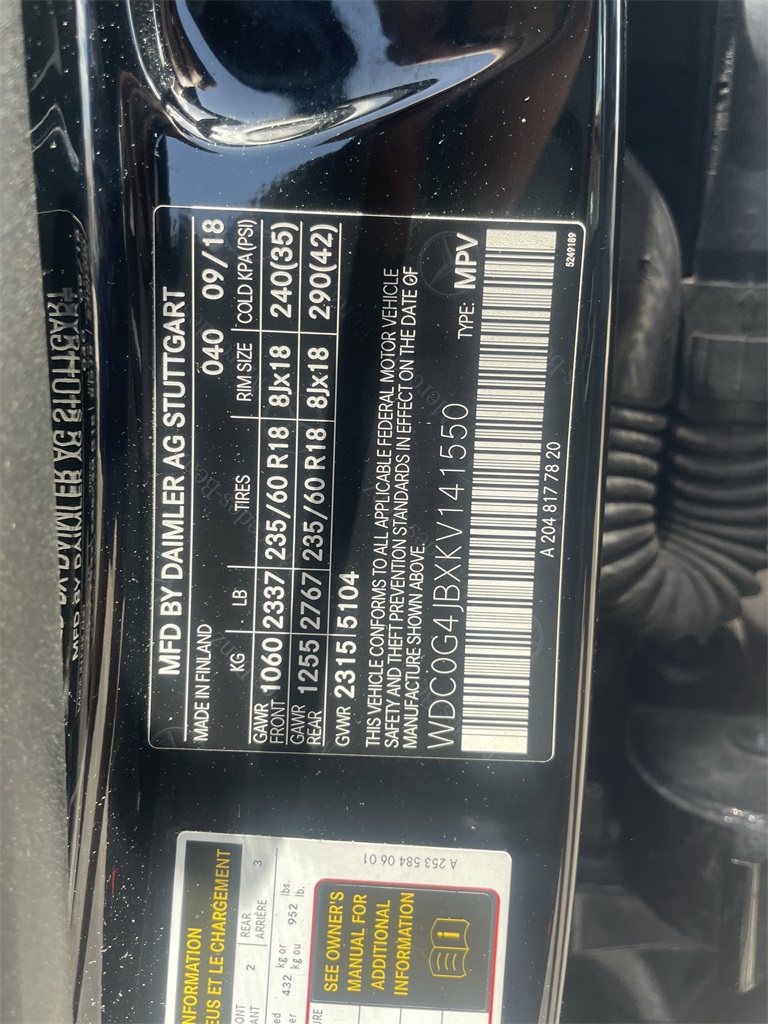 MFD BY DAIMLER AG STUTTGART
MADE IN FINLAND 040 09/18
KG LB TIRES RIM SIZE COLD KPA(PSI)
GAWR FRONT 1060 2337 235/60 R18 8Jx18 240(35)
GAWR REAR 1255 2767 235/60 R18 8Jx18 290(42)
GVWR 2315 5104
THIS VEHICLE CONFORMS TO ALL APPLICABLE FEDERAL MOTOR VEHICLE
SAFETY AND THEFT PREVENTION STANDARDS IN EFFECT ON THE DATE OF
MANUFACTURE SHOWN ABOVE.
WDC0G4JBXKV141550 TYPE: MPV
A 204 817 78 20
5249189
NFORMATION
EUS ET LE CHARGEMENT
2 REAR ARRIÈRE 3
432 kg or 952 lbs.
kg ou lb.
SEE OWNER'S
MANUAL FOR
ADDITIONAL
INFORMATION
A 253 584 06 01